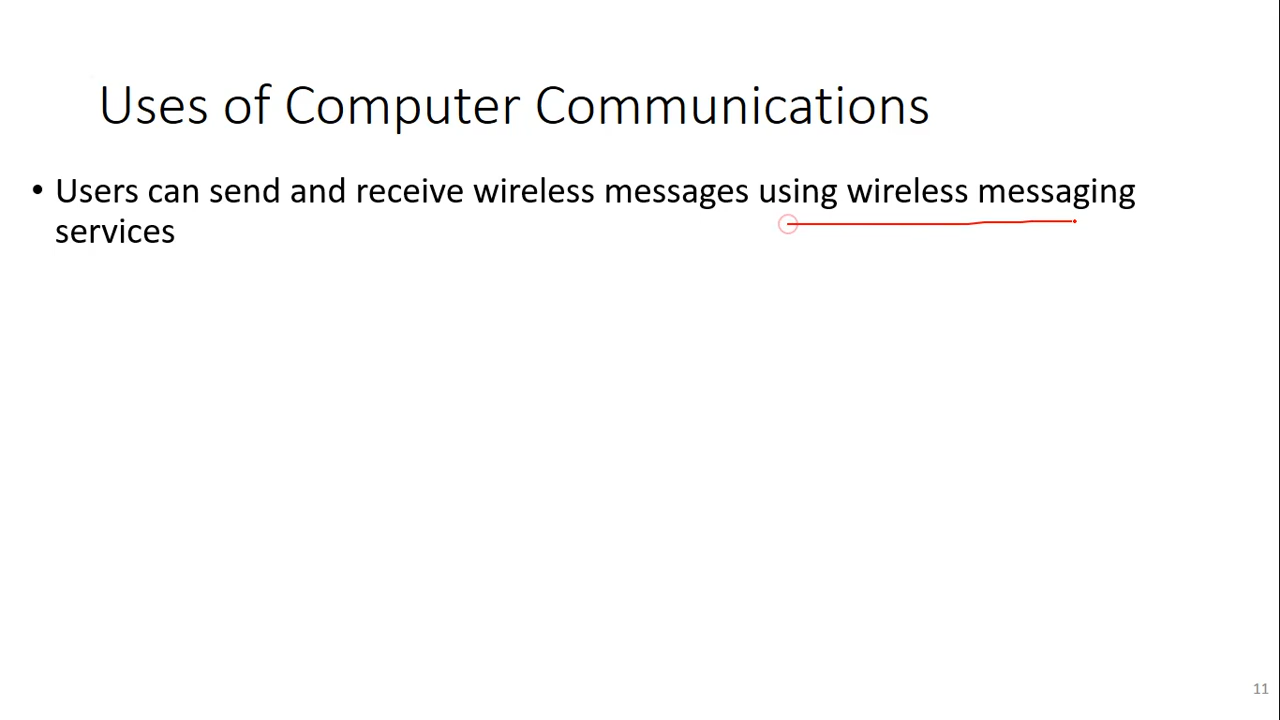 Uses of Computer Communications
• Users can send and receive wireless messages using wireless messaging
services
11